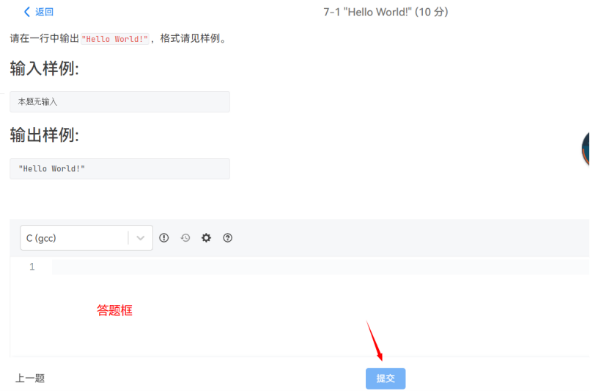 返回
7-1 "Hello World!" (10 分)
请在一行中输出"Hello World!"，格式请见样例。
输入样例:
本题无输入
输出样例:
"Hello World!"
C (gcc)
1
答题框
上一题
提交